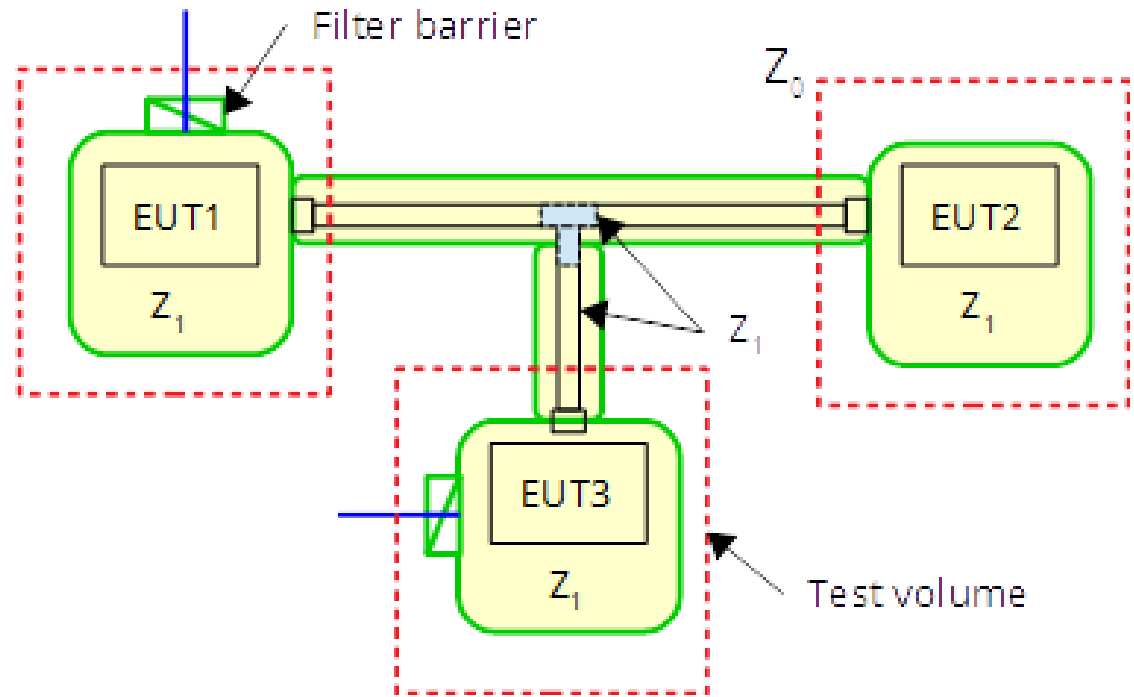 Filter barrier
Z0
EUT1
EUT2
Z1
Z1
Z1
EUT3
Z1
Test volume